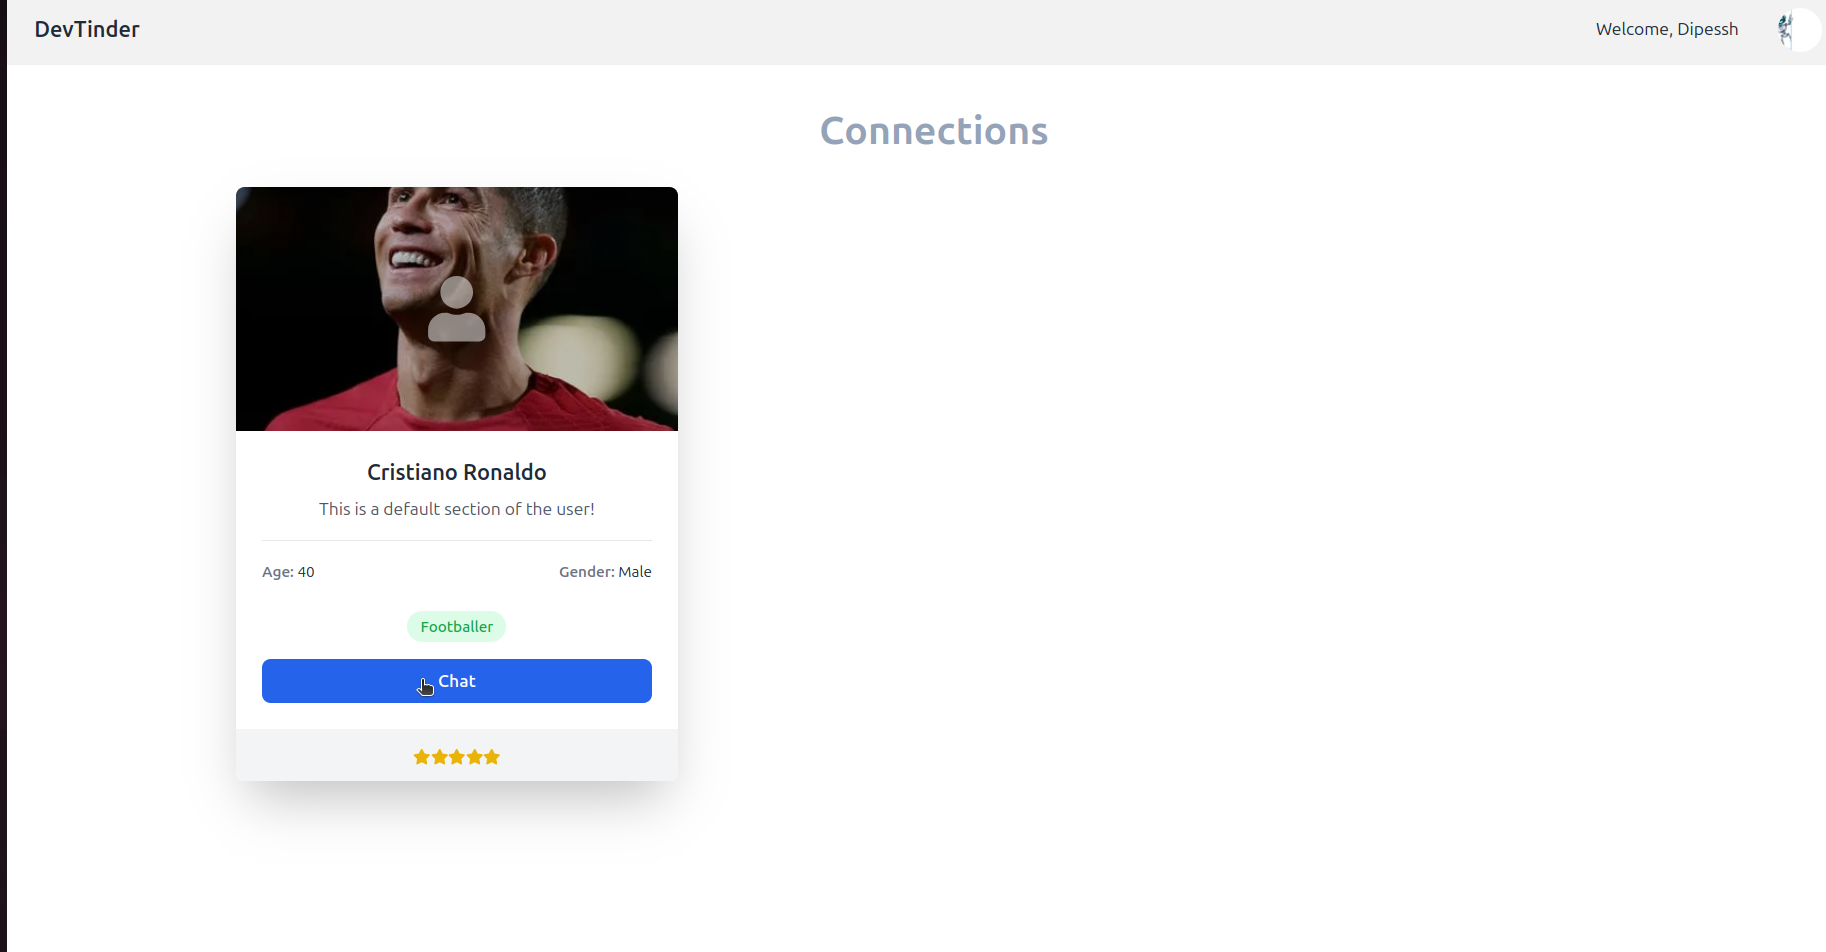 DevTinder
Welcome, Dipessh
Connections
Cristiano Ronaldo
This is a default section of the user!
Age: 40
Gender: Male
Footballer
Chat